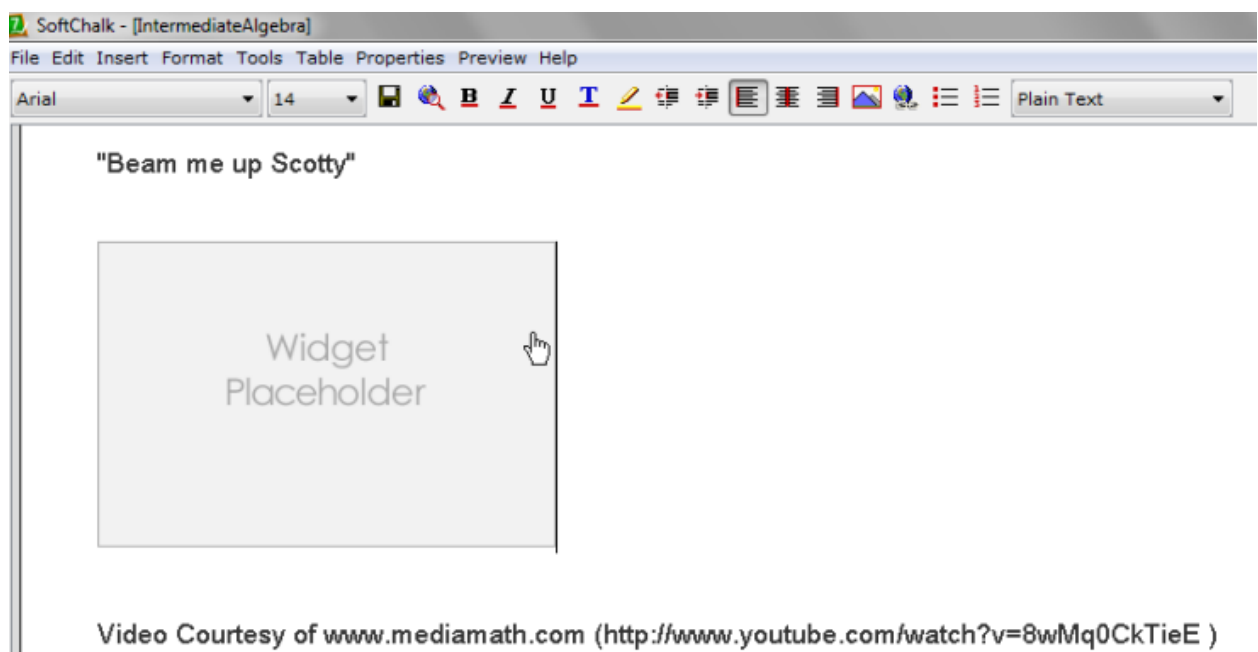 SoftChalk - [IntermediateAlgebra]
File Edit Insert Format Tools Table Properties Preview Help
Arial 14 B I U T Plain Text
"Beam me up Scotty"
Widget
Placeholder
Video Courtesy of www.mediamath.com (http://www.youtube.com/watch?v=8wMq0CkTieE )